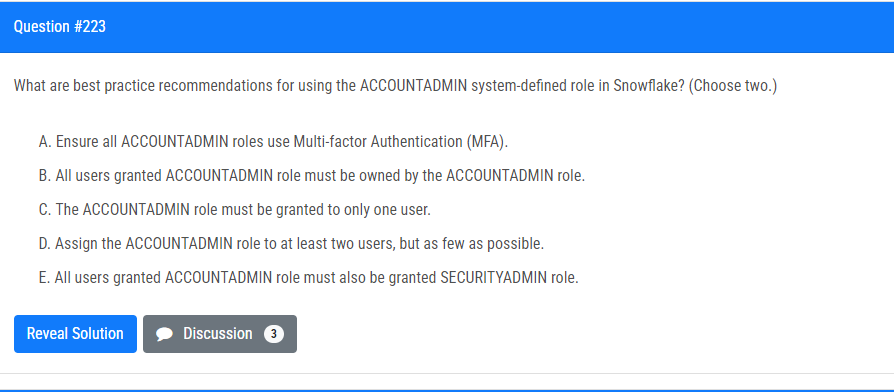 Question #223
What are best practice recommendations for using the ACCOUNTADMIN system-defined role in Snowflake? (Choose two.)
A. Ensure all ACCOUNTADMIN roles use Multi-factor Authentication (MFA).
B. All users granted ACCOUNTADMIN role must be owned by the ACCOUNTADMIN role.
C. The ACCOUNTADMIN role must be granted to only one user.
D. Assign the ACCOUNTADMIN role to at least two users, but as few as possible.
E. All users granted ACCOUNTADMIN role must also be granted SECURITYADMIN role.
Reveal Solution Discussion 3